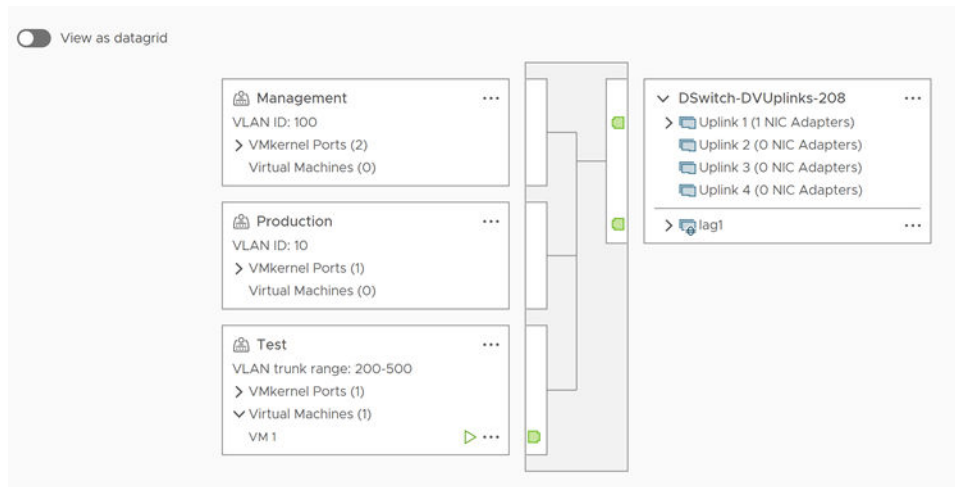 View as datagrid
Management
VLAN ID: 100
VMkernel Ports (2)
Virtual Machines (0)
Production
VLAN ID: 10
VMkernel Ports (1)
Virtual Machines (0)
Test
VLAN trunk range: 200-500
VMkernel Ports (1)
Virtual Machines (1)
VM 1
DSwitch-DVUplinks-208
Uplink 1 (1 NIC Adapters)
Uplink 2 (0 NIC Adapters)
Uplink 3 (0 NIC Adapters)
Uplink 4 (0 NIC Adapters)
lag1